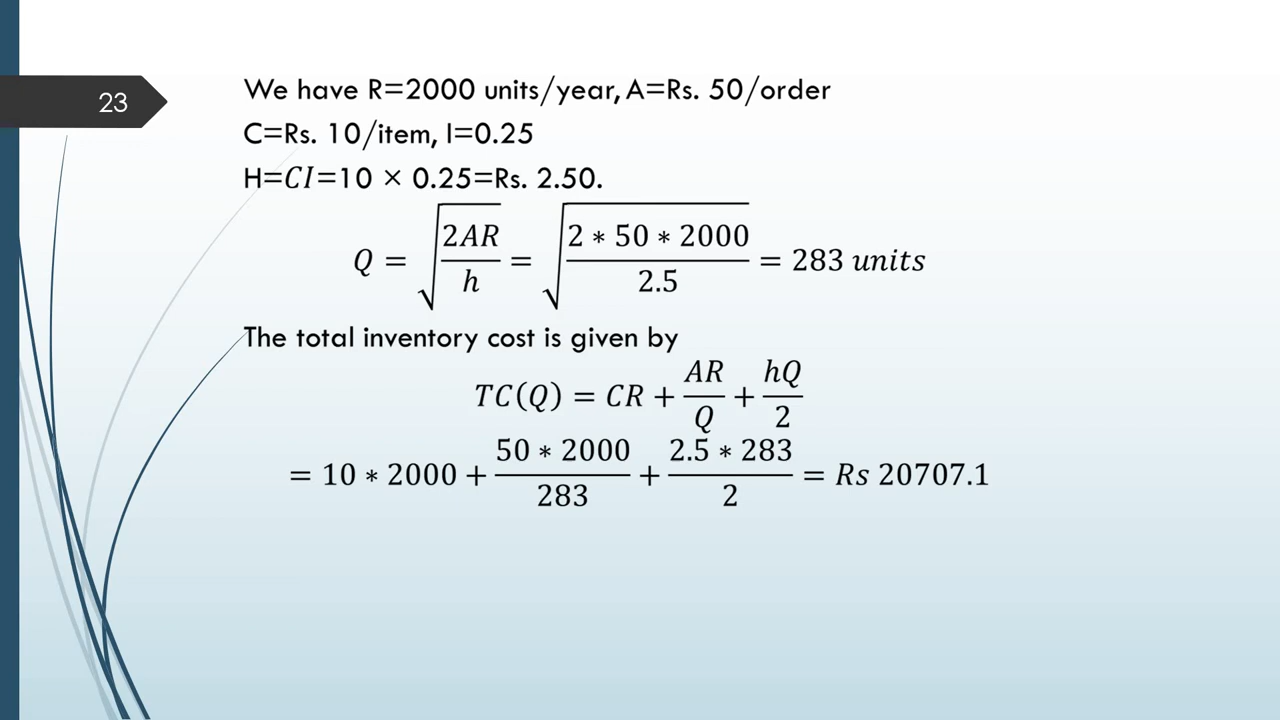 23
We have R=2000 units/year, A=Rs. 50/order
C=Rs. 10/item, I=0.25
H=𝐶𝐼=10 × 0.25=Rs. 2.50.
Q = √(2AR/h) = √((2 ∗ 50 ∗ 2000)/2.5) = 283 units
The total inventory cost is given by
TC(Q) = CR + AR/Q + hQ/2
= 10 ∗ 2000 + (50 ∗ 2000)/283 + (2.5 ∗ 283)/2 = Rs 20707.1